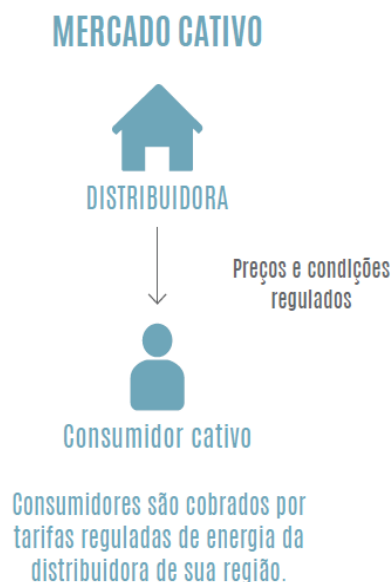 MERCADO CATIVO
DISTRIBUIDORA
Preços e condições
regulados
Consumidor cativo
Consumidores são cobrados por
tarifas reguladas de energia da
distribuidora de sua região.